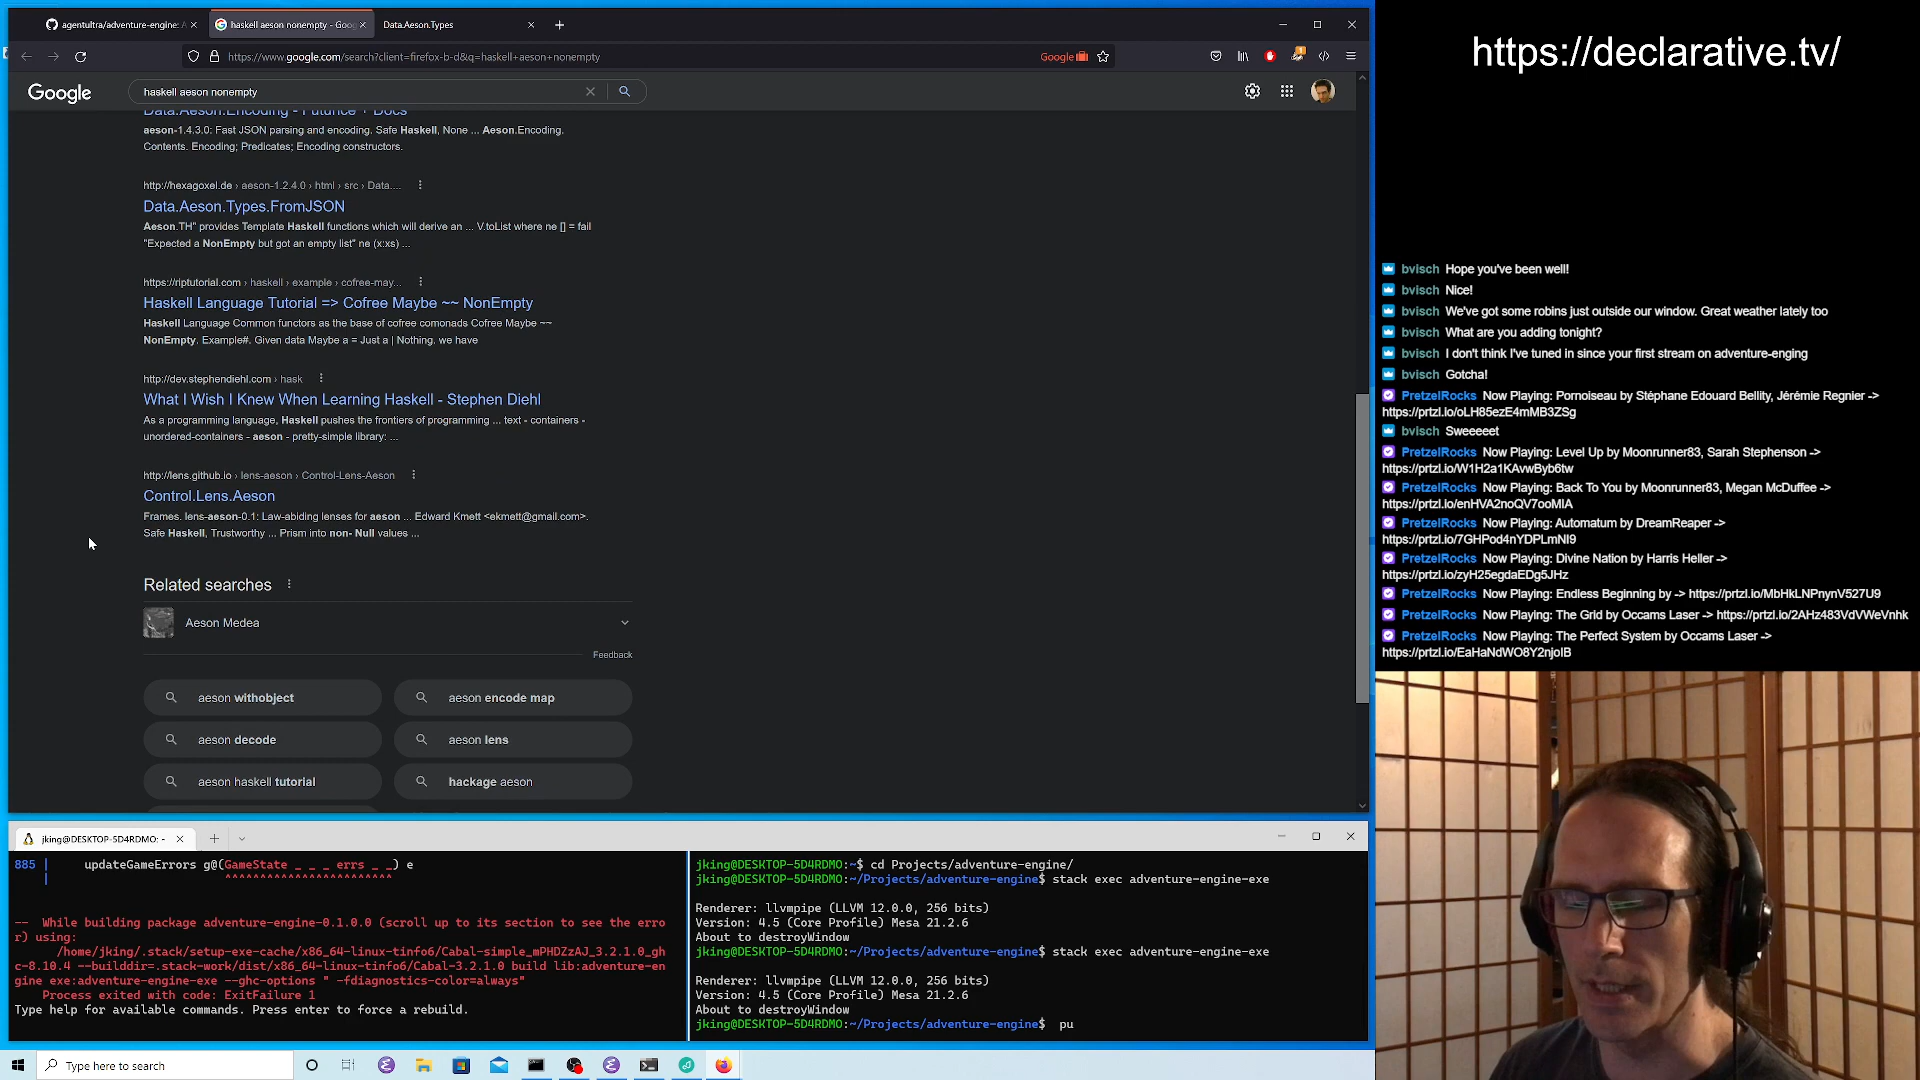 agentultra/adventure-engine: A
haskell aeson nonempty - Goo
Data.Aeson.Types
https://www.google.com/search?client=firefox-b-d&q=haskell+aeson+nonempty
Google
Google
haskell aeson nonempty
Data.Aeson.Encoding - Futurice + Docs
aeson-1.4.3.0: Fast JSON parsing and encoding. Safe Haskell, None ... Aeson.Encoding.
Contents. Encoding; Predicates; Encoding constructors.
http://hexagoxel.de › aeson-1.2.4.0 › html › src › Data....
Data.Aeson.Types.FromJSON
Aeson.TH" provides Template Haskell functions which will derive an ... V.toList where ne [] = fail
"Expected a NonEmpty but got an empty list" ne (x:xs) ...
https://riptutorial.com › haskell › example › cofree-may...
Haskell Language Tutorial => Cofree Maybe ~~ NonEmpty
Haskell Language Common functors as the base of cofree comonads Cofree Maybe ~~
NonEmpty. Example#. Given data Maybe a = Just a | Nothing. we have
http://dev.stephendiehl.com › hask
What I Wish I Knew When Learning Haskell - Stephen Diehl
As a programming language, Haskell pushes the frontiers of programming ... text - containers -
unordered-containers - aeson - pretty-simple library: ...
http://lens.github.io › lens-aeson › Control-Lens-Aeson
Control.Lens.Aeson
Frames. lens-aeson-0.1: Law-abiding lenses for aeson ... Edward Kmett <ekmett@gmail.com>.
Safe Haskell, Trustworthy ... Prism into non- Null values ...
Related searches
Aeson Medea
Feedback
aeson withobject
aeson encode map
aeson decode
aeson lens
aeson haskell tutorial
hackage aeson
jking@DESKTOP-5D4RDMO: ~
885 |     updateGameErrors g@(GameState _ _ _ errs _ _) e
|                         ^^^^^^^^^^^^^^^^^^^^^^^^
--  While building package adventure-engine-0.1.0.0 (scroll up to its section to see the erro
r) using:
/home/jking/.stack/setup-exe-cache/x86_64-linux-tinfo6/Cabal-simple_mPHDZzAJ_3.2.1.0_gh
c-8.10.4 --builddir=.stack-work/dist/x86_64-linux-tinfo6/Cabal-3.2.1.0 build lib:adventure-en
gine exe:adventure-engine-exe --ghc-options " -fdiagnostics-color=always"
Process exited with code: ExitFailure 1
Type help for available commands. Press enter to force a rebuild.
jking@DESKTOP-5D4RDMO:~$ cd Projects/adventure-engine/
jking@DESKTOP-5D4RDMO:~/Projects/adventure-engine$ stack exec adventure-engine-exe
Renderer: llvmpipe (LLVM 12.0.0, 256 bits)
Version: 4.5 (Core Profile) Mesa 21.2.6
About to destroyWindow
jking@DESKTOP-5D4RDMO:~/Projects/adventure-engine$ stack exec adventure-engine-exe
Renderer: llvmpipe (LLVM 12.0.0, 256 bits)
Version: 4.5 (Core Profile) Mesa 21.2.6
About to destroyWindow
jking@DESKTOP-5D4RDMO:~/Projects/adventure-engine$  pu
Type here to search
https://declarative.tv/
bvisch Hope you've been well!
bvisch Nice!
bvisch We've got some robins just outside our window. Great weather lately too
bvisch What are you adding tonight?
bvisch I don't think I've tuned in since your first stream on adventure-enging
bvisch Gotcha!
PretzelRocks Now Playing: Pornoiseau by Stéphane Edouard Bellity, Jérémie Regnier ->
https://prtzl.io/oLH85ezE4mMB3ZSg
bvisch Sweeeeet
PretzelRocks Now Playing: Level Up by Moonrunner83, Sarah Stephenson ->
https://prtzl.io/W1H2a1KAvwByb6tw
PretzelRocks Now Playing: Back To You by Moonrunner83, Megan McDuffee ->
https://prtzl.io/enHVA2noQV7ooMlA
PretzelRocks Now Playing: Automatum by DreamReaper ->
https://prtzl.io/7GHPod4nYDPLmNl9
PretzelRocks Now Playing: Divine Nation by Harris Heller ->
https://prtzl.io/zyH25egdaEDg5JHz
PretzelRocks Now Playing: Endless Beginning by -> https://prtzl.io/MbHkLNPnynV527U9
PretzelRocks Now Playing: The Grid by Occams Laser -> https://prtzl.io/2AHz483VdVWeVnhk
PretzelRocks Now Playing: The Perfect System by Occams Laser ->
https://prtzl.io/EaHaNdWO8Y2njoIB